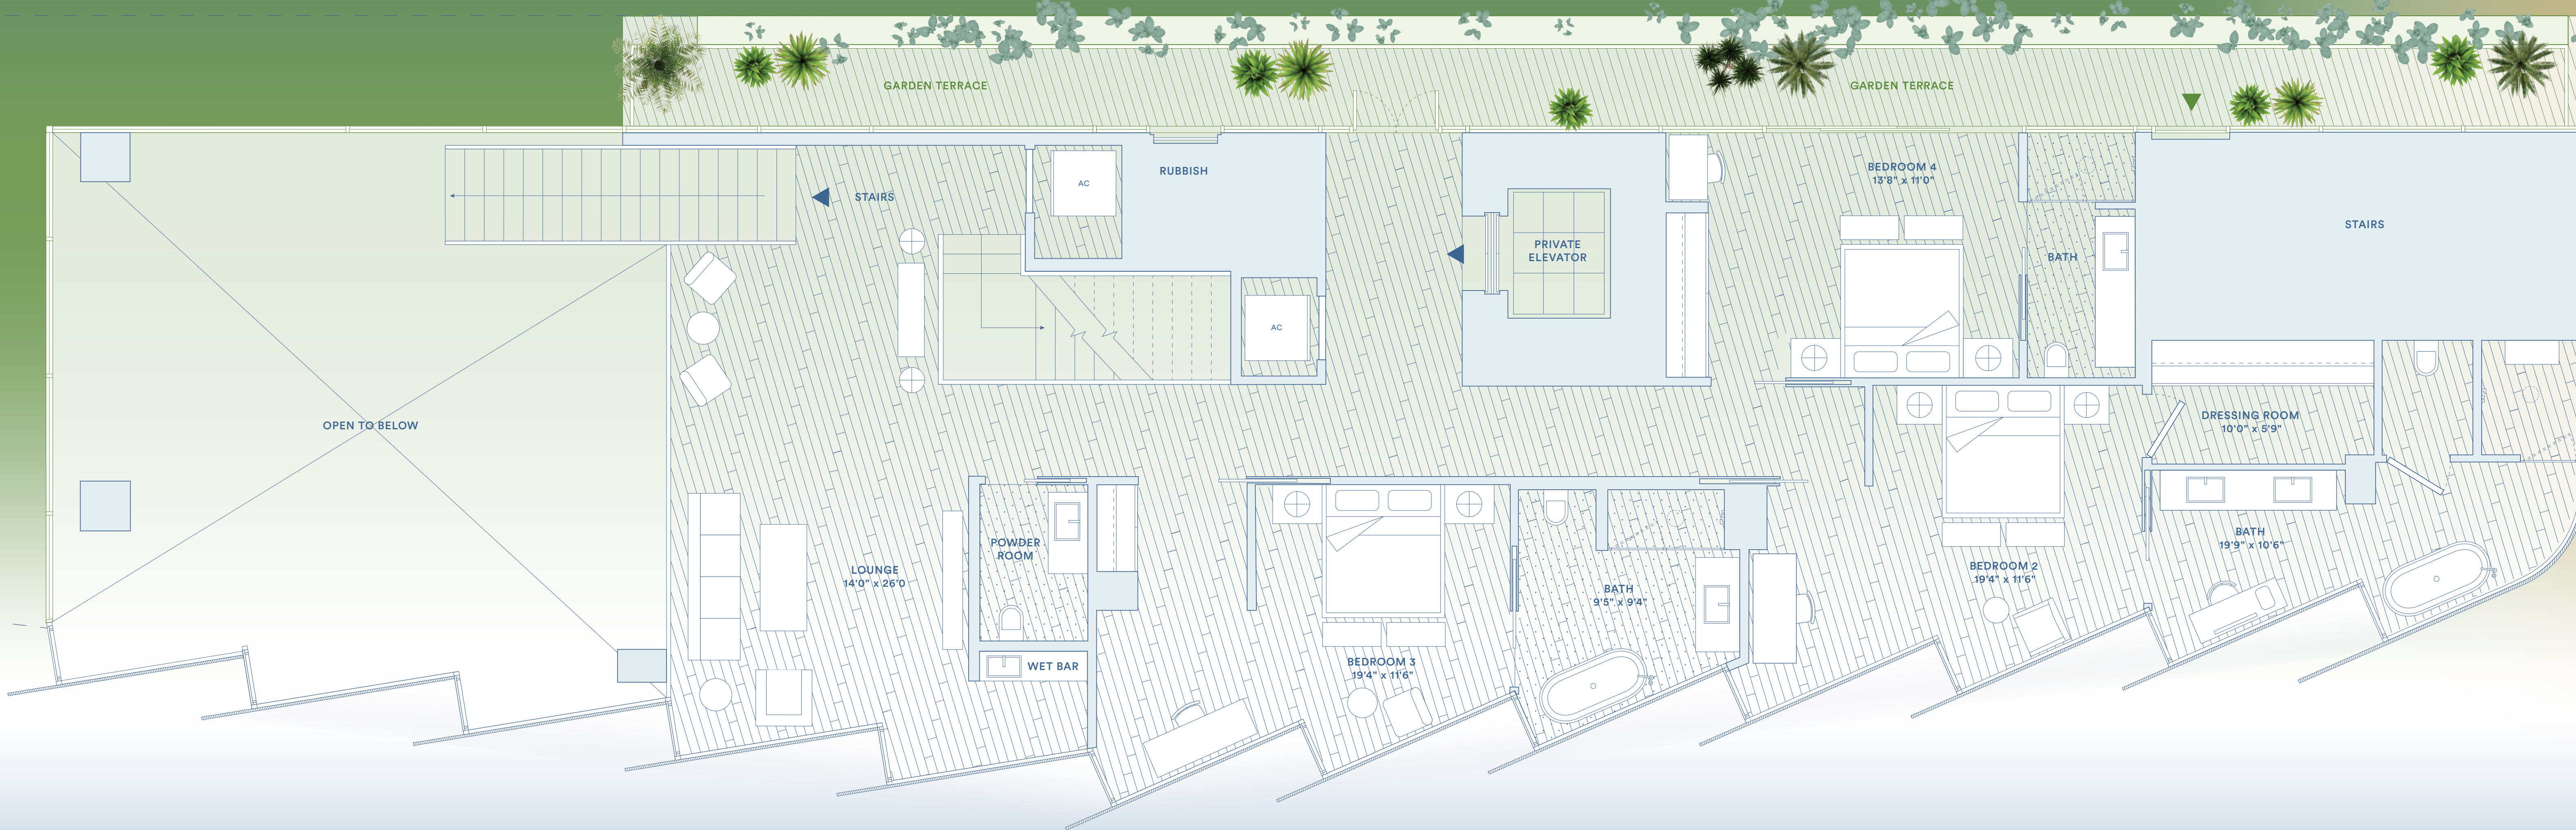 GARDEN TERRACE
GARDEN TERRACE
STAIRS
AC
RUBBISH
AC
PRIVATE
ELEVATOR
BEDROOM 4
13'8" x 11'0"
BATH
STAIRS
OPEN TO BELOW
DRESSING ROOM
10'0" x 5'9"
LOUNGE
14'0" x 26'0
POWDER
ROOM
WET BAR
BEDROOM 3
19'4" x 11'6"
BATH
9'5" x 9'4"
BEDROOM 2
19'4" x 11'6"
BATH
19'9" x 10'6"